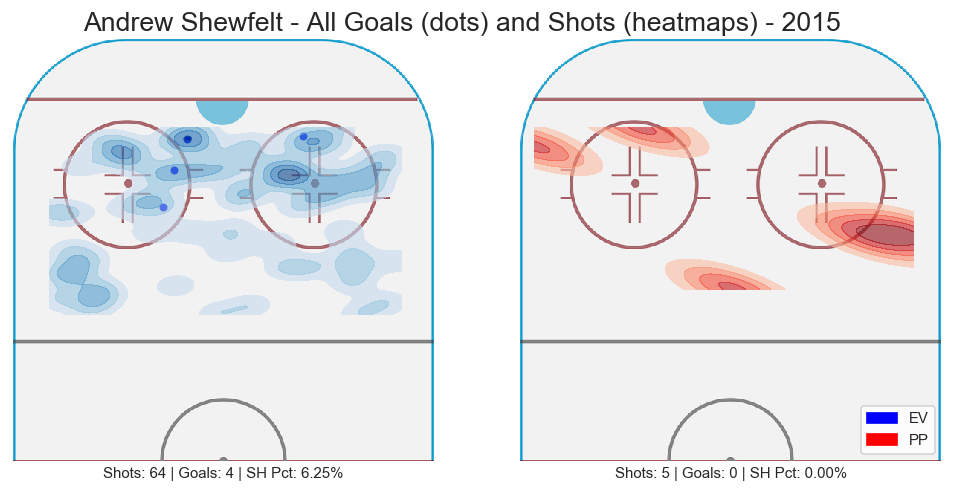 Andrew Shewfelt - All Goals (dots) and Shots (heatmaps) - 2015
EV
PP
Shots: 64 | Goals: 4 | SH Pct: 6.25%
Shots: 5 | Goals: 0 | SH Pct: 0.00%